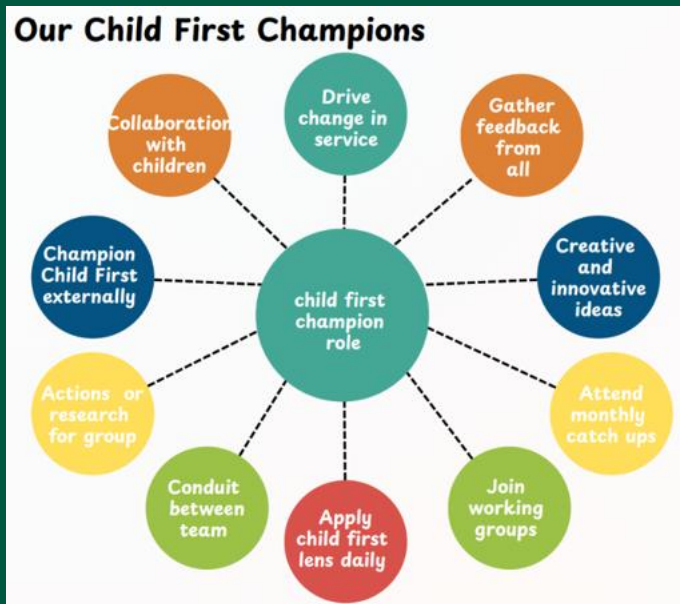 Our Child First Champions
Drive
change in
service
Gather
feedback
from
all
Creative
and
innovative
ideas
Attend
monthly
catch ups
Join
working
groups
Apply
child first
lens daily
Conduit
between
team
Actions or
research
for group
Champion
Child First
externally
Collaboration
with
children
child first
champion
role